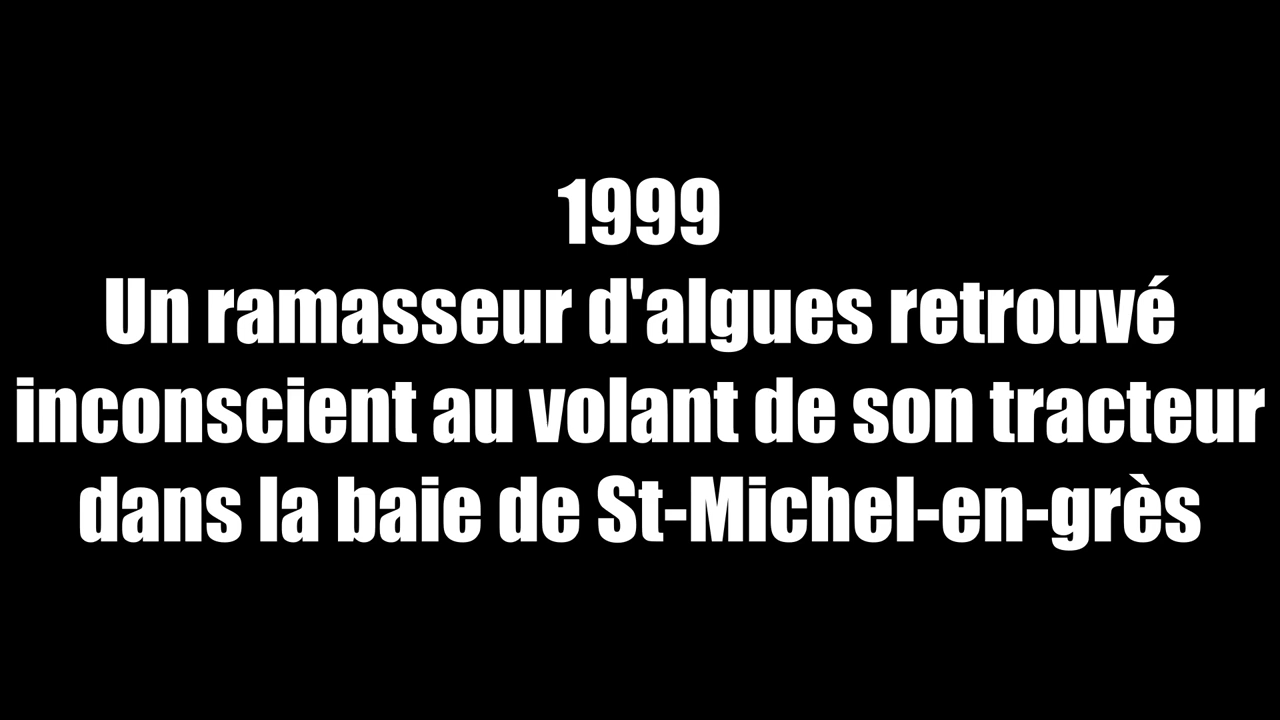 1999
Un ramasseur d'algues retrouvé
inconscient au volant de son tracteur
dans la baie de St-Michel-en-grès